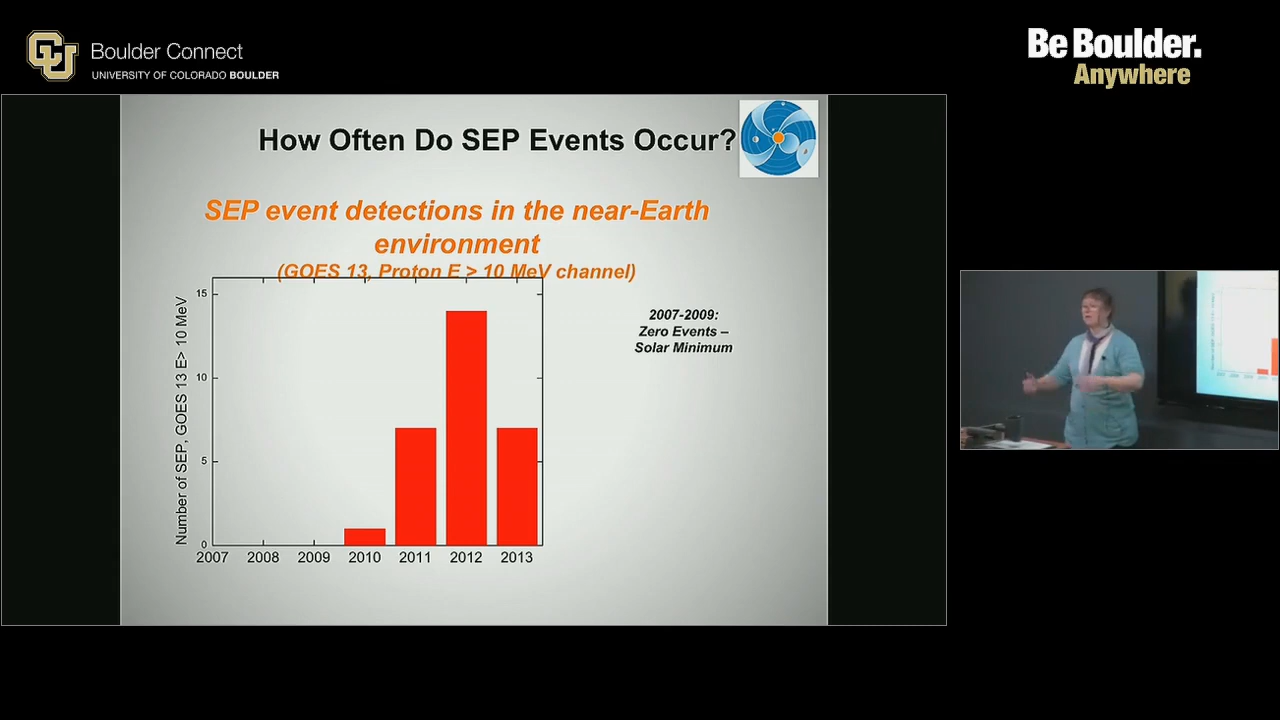 CU
Boulder Connect
UNIVERSITY OF COLORADO BOULDER
Be Boulder.
Anywhere
How Often Do SEP Events Occur?
SEP event detections in the near-Earth
environment
(GOES 13, Proton E > 10 MeV channel)
Number of SEP, GOES 13 E> 10 MeV
15
10
5
0
2007 2008 2009 2010 2011 2012 2013
2007-2009:
Zero Events –
Solar Minimum